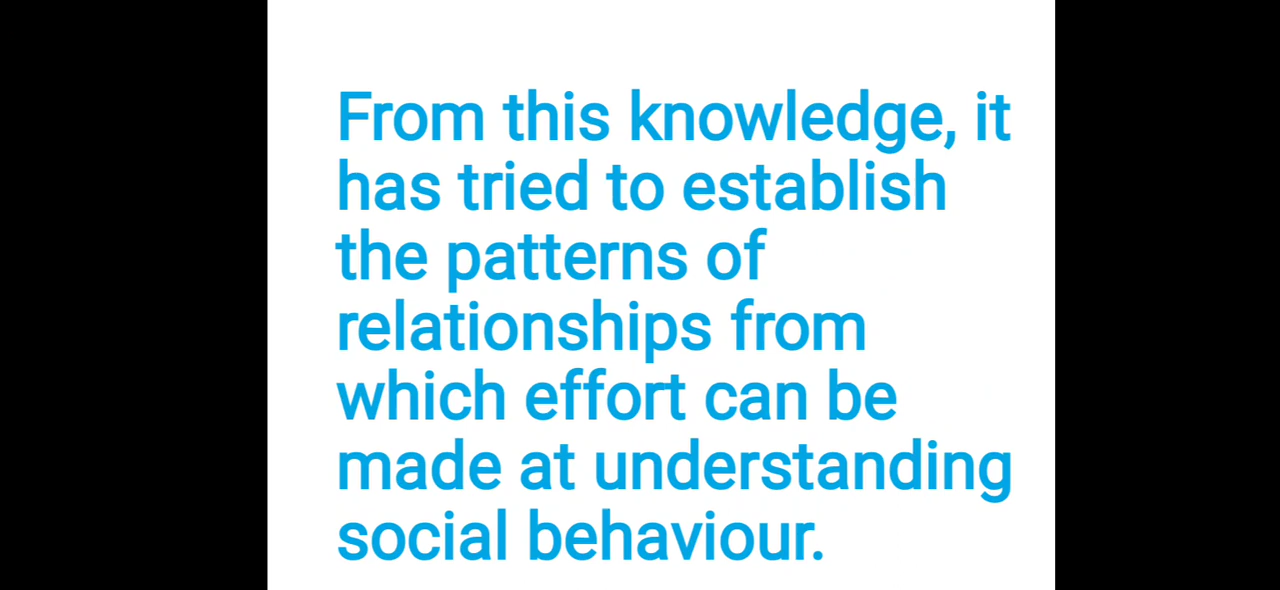 From this knowledge, it
has tried to establish
the patterns of
relationships from
which effort can be
made at understanding
social behaviour.